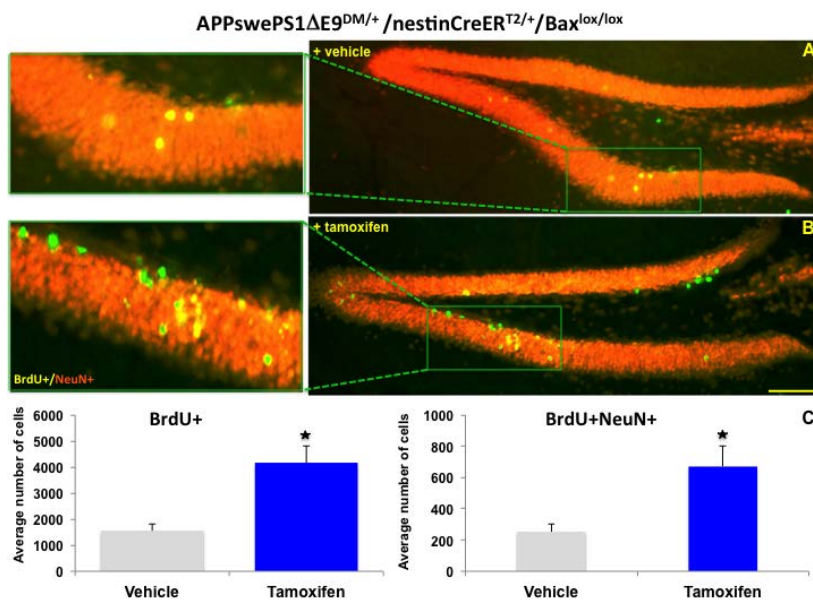 APPswePS1ΔE9DM/+/nestinCreERT2/+/Baxlox/lox
+ vehicle
A
+ tamoxifen
B
BrdU+/NeuN+
C
BrdU+
Average number of cells
6000
5000
4000
3000
2000
1000
0
Vehicle
Tamoxifen
BrdU+NeuN+
Average number of cells
1000
800
600
400
200
0
Vehicle
Tamoxifen